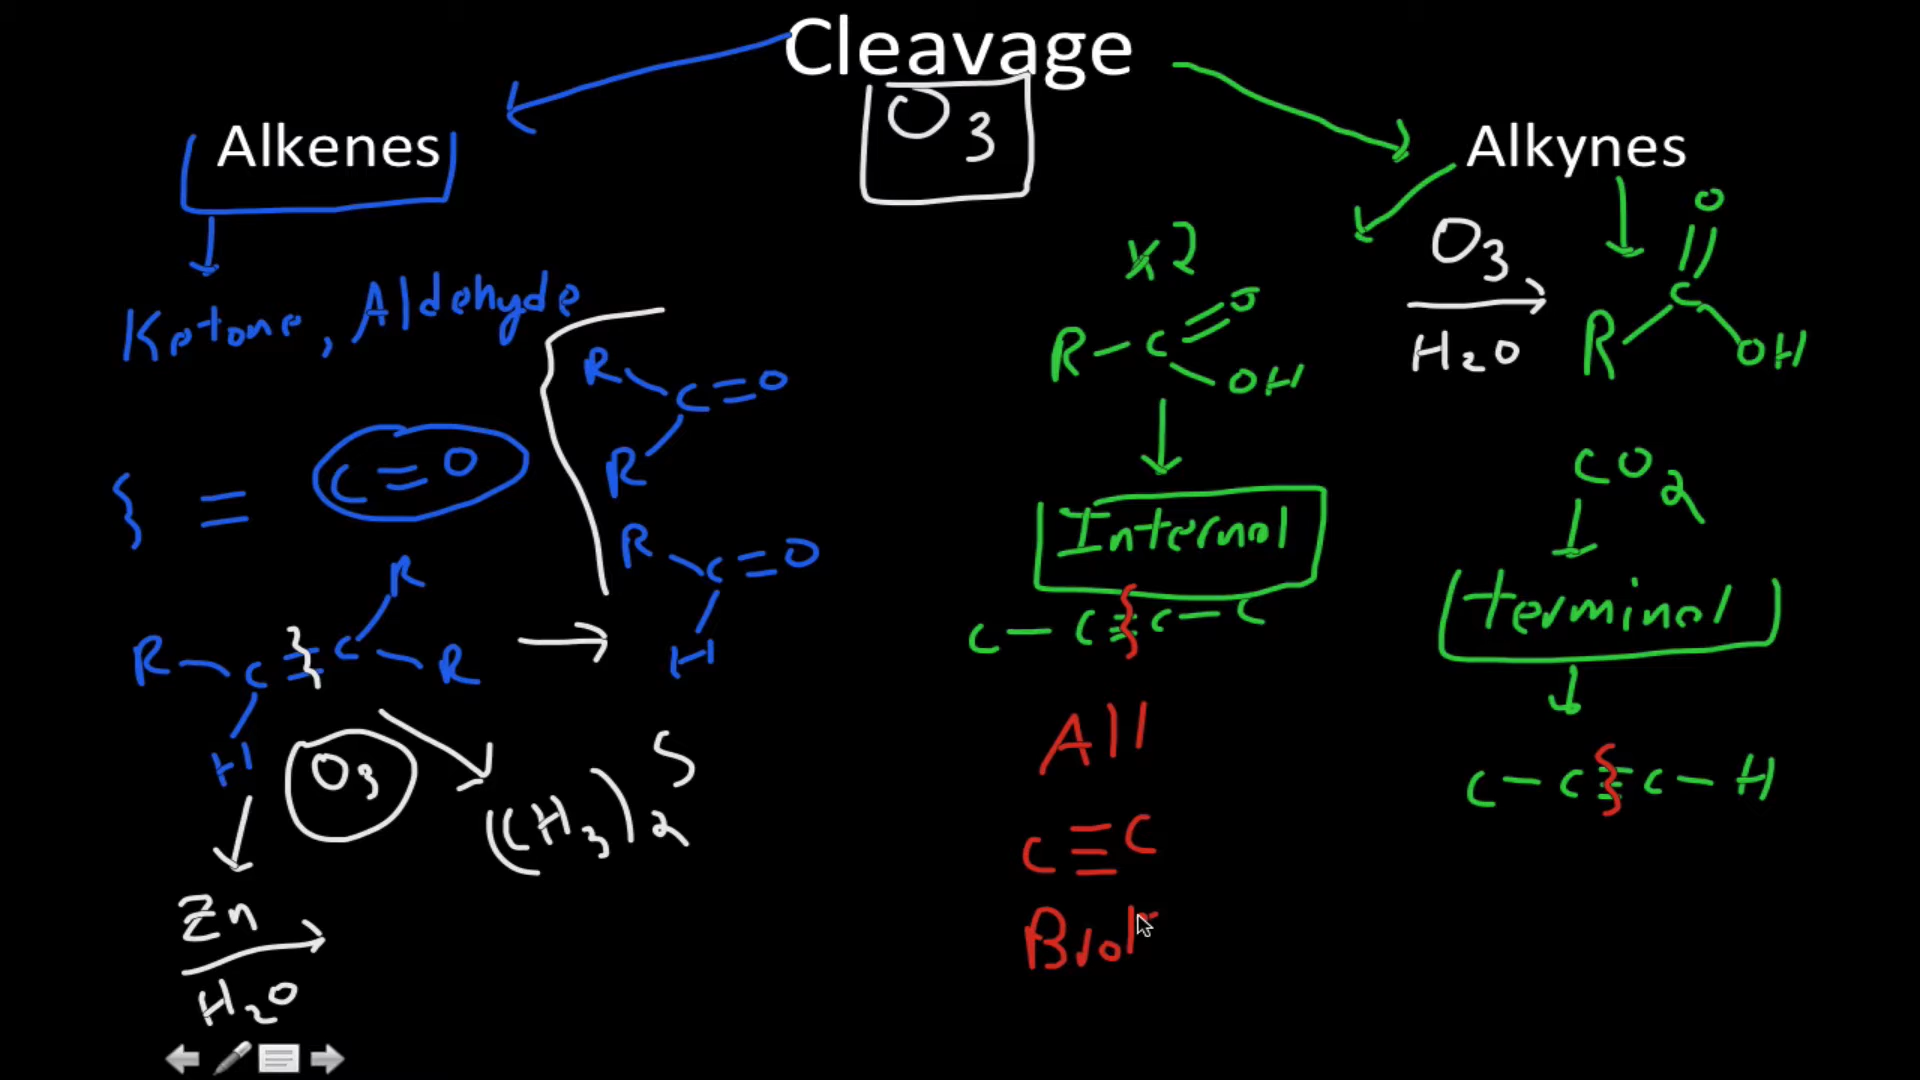 Cleavage
O3
Alkenes
Alkynes
Ketone, Aldehyde
R
C=O
R
} = C=O
R
C=O
H
R
R-C=C-R
H
O3
(CH3)2S
Zn
H2O
x2
R-C=O
OH
Internal
C-C≡C-C
All
C≡C
Brok
O3
H2O
O
C
R OH
CO2
terminal
C-C≡C-H